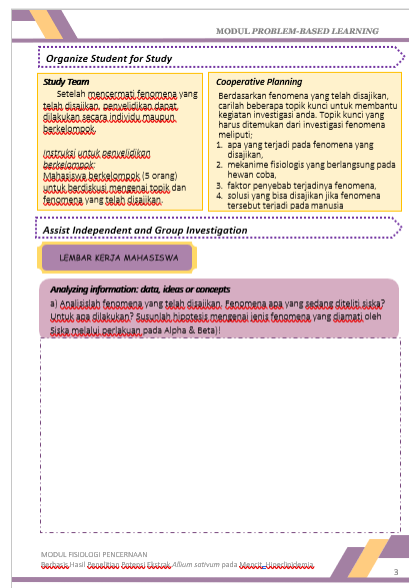 MODUL PROBLEM-BASED LEARNING
Organize Student for Study
Study Team
Setelah mencermati fenomena yang
telah disajikan, penyelidikan dapat
dilakukan secara individu maupun
berkelompok.
Instruksi untuk penyelidikan
berkelompok:
Mahasiswa berkelompok (5 orang)
untuk berdiskusi mengenai topik dan
fenomena yang telah disajikan.
Cooperative Planning
Berdasarkan fenomena yang telah disajikan,
carilah beberapa topik kunci untuk membantu
kegiatan investigasi anda. Topik kunci yang
harus ditemukan dari investigasi fenomena
meliputi;
1. apa yang terjadi pada fenomena yang
disajikan,
2. mekanime fisiologis yang berlangsung pada
hewan coba,
3. faktor penyebab terjadinya fenomena,
4. solusi yang bisa disajikan jika fenomena
tersebut terjadi pada manusia
Assist Independent and Group Investigation
LEMBAR KERJA MAHASISWA
Analyzing information: data, ideas or concepts
a) Analisislah fenomena yang telah disajikan. Fenomena apa yang sedang diteliti siska?
Untuk apa dilakukan? Susunlah hipotesis mengenai jenis fenomena yang diamati oleh
Siska melalui perlakuan pada Alpha & Beta)!
MODUL FISIOLOGI PENCERNAAN
Berbasis Hasil Penelitian Potensi Ekstrak Allium sativum pada Mencit Hiperlipidemia
3